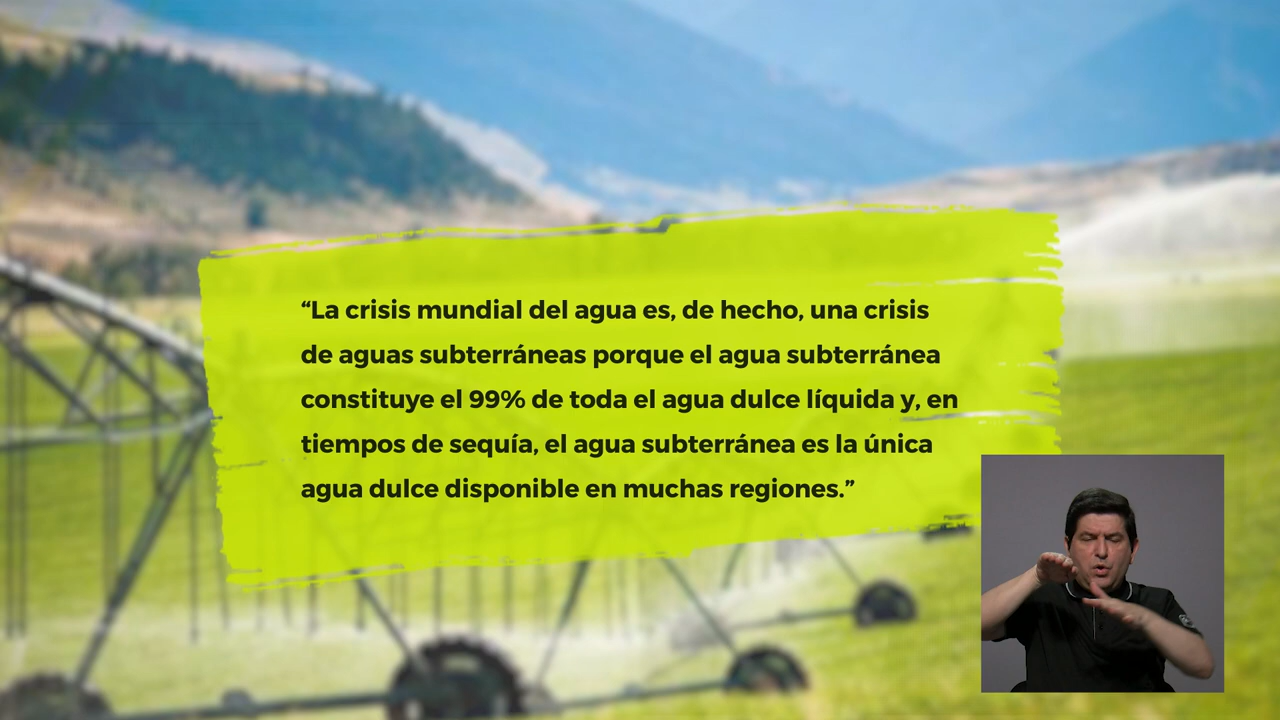 “La crisis mundial del agua es, de hecho, una crisis
de aguas subterráneas porque el agua subterránea
constituye el 99% de toda el agua dulce líquida y, en
tiempos de sequía, el agua subterránea es la única
agua dulce disponible en muchas regiones.”